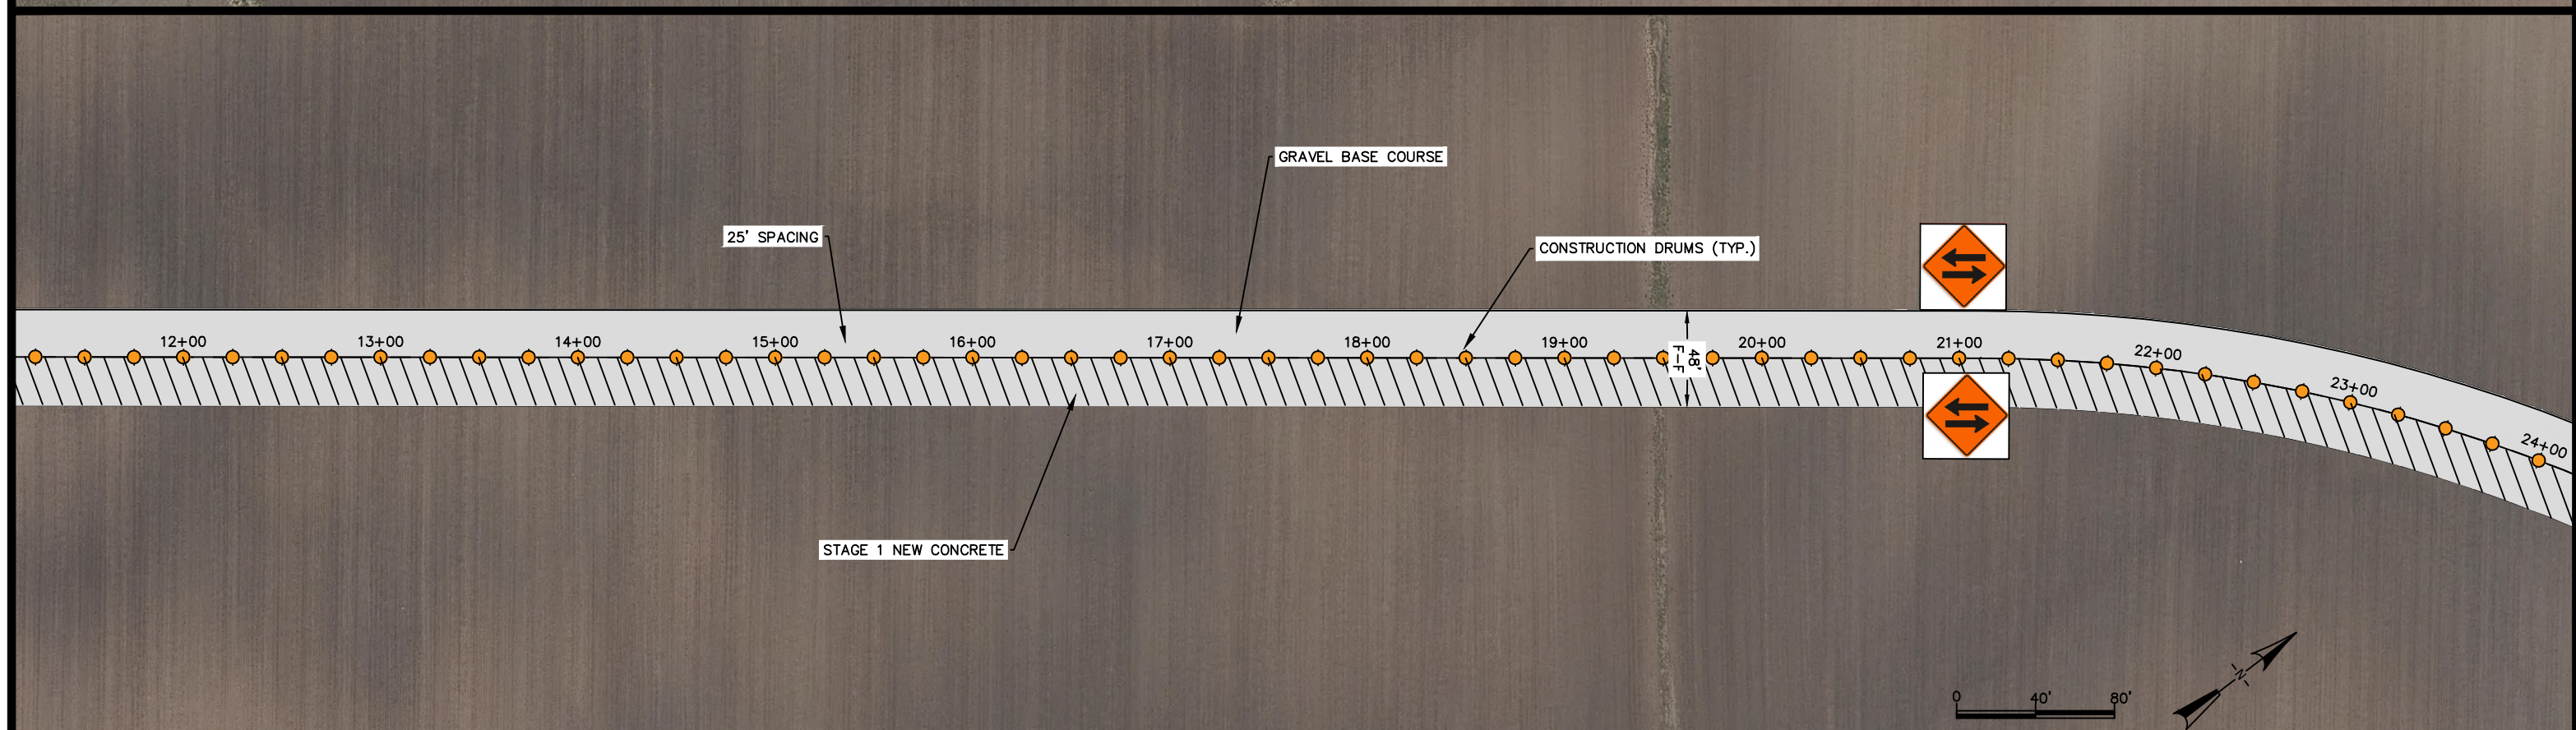 GRAVEL BASE COURSE
25' SPACING
CONSTRUCTION DRUMS (TYP.)
12+00
13+00
14+00
15+00
16+00
17+00
18+00
19+00
20+00
21+00
22+00
23+00
24+00
48'
F-F
STAGE 1 NEW CONCRETE
0 40' 80'
N